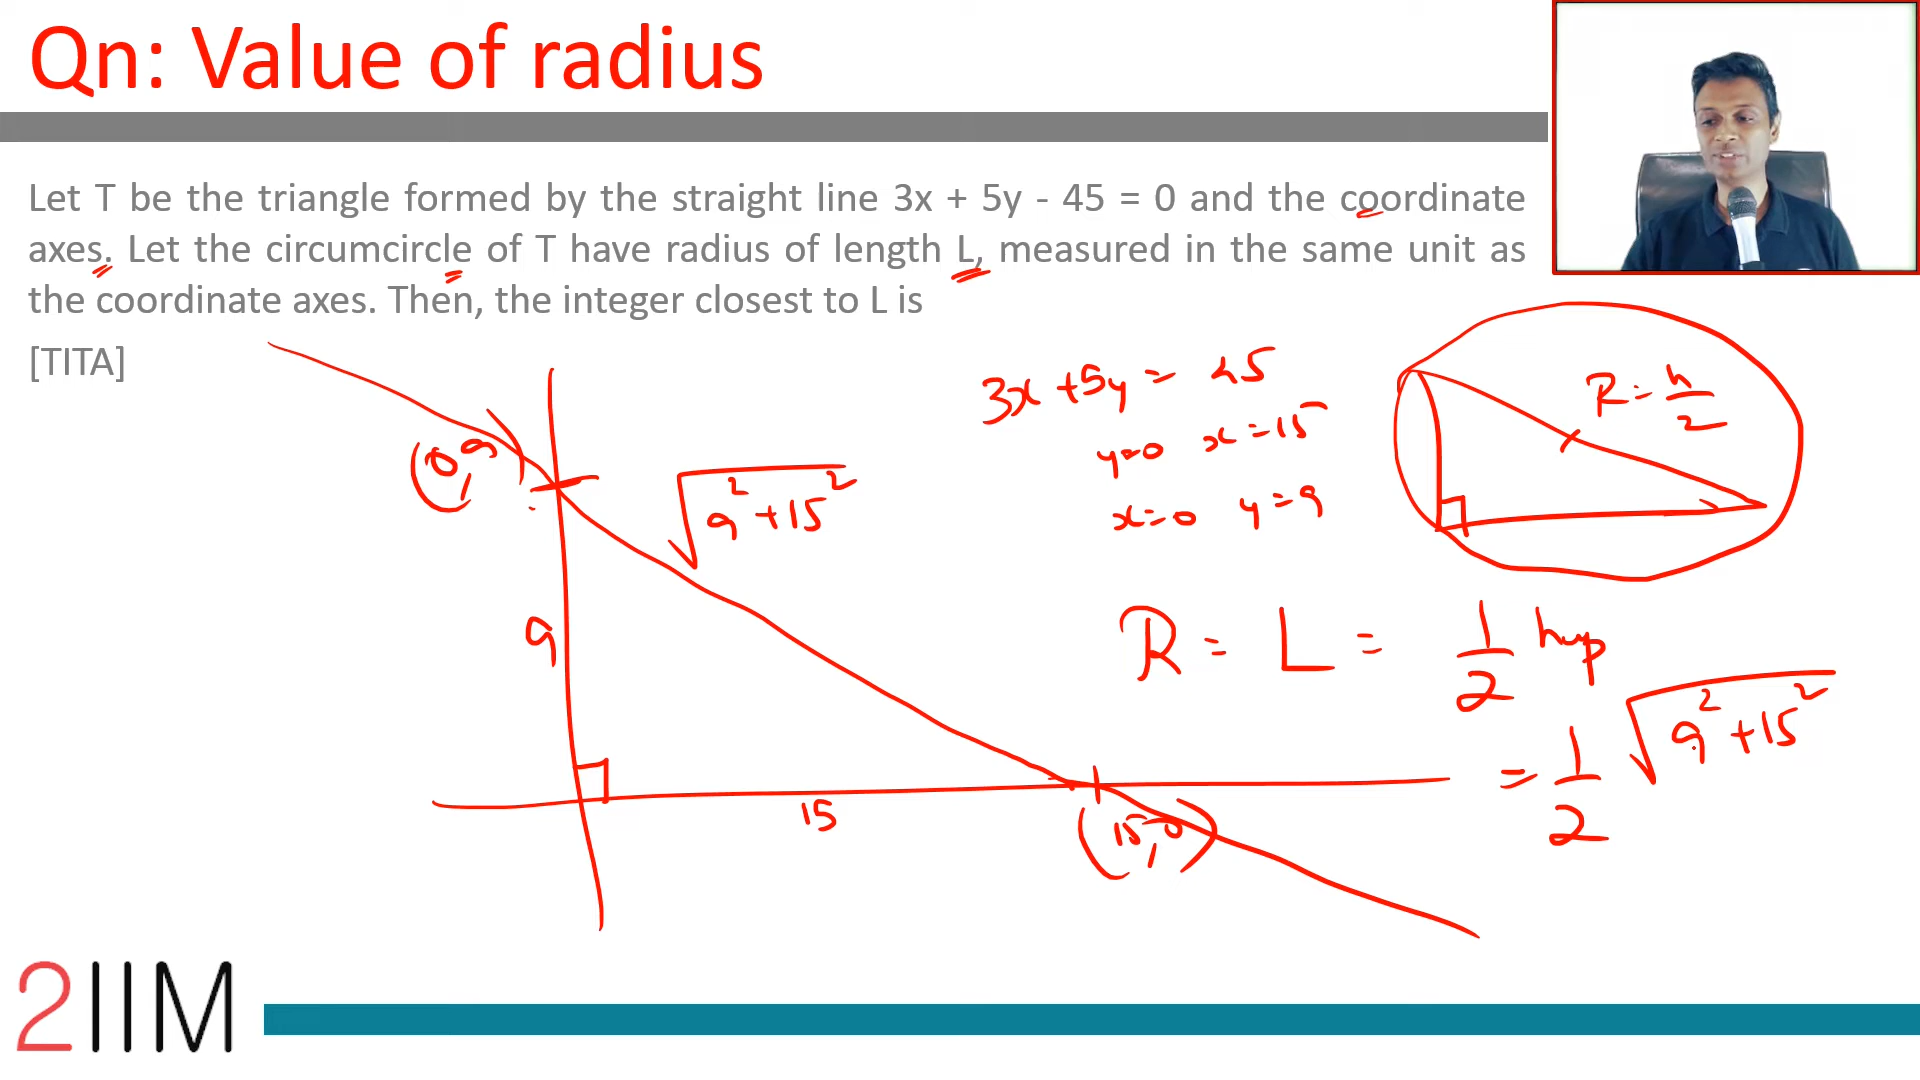 Qn: Value of radius
Let T be the triangle formed by the straight line 3x + 5y - 45 = 0 and the coordinate
axes. Let the circumcircle of T have radius of length L, measured in the same unit as
the coordinate axes. Then, the integer closest to L is
[TITA]
3x + 5y = 45
y=0 x=15
x=0 y=9
R = h/2
(0,9)
√(9² + 15²)
9
15
(15,0)
R = L = 1/2 hyp
= 1/2 √(9² + 15²)
2IIM